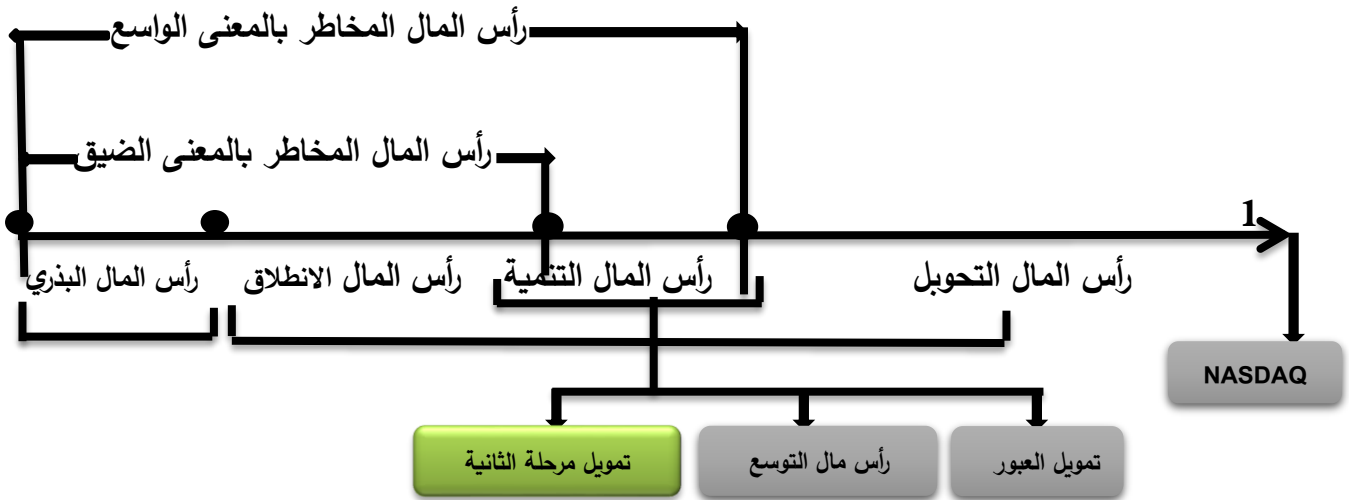 رأس المال المخاطر بالمعنى الواسع
رأس المال المخاطر بالمعنى الضيق
1
رأس المال البذري
رأس المال الانطلاق
رأس المال التنمية
رأس المال التحوبل
NASDAQ
تمويل مرحلة الثانية
رأس مال التوسع
تمويل العبور